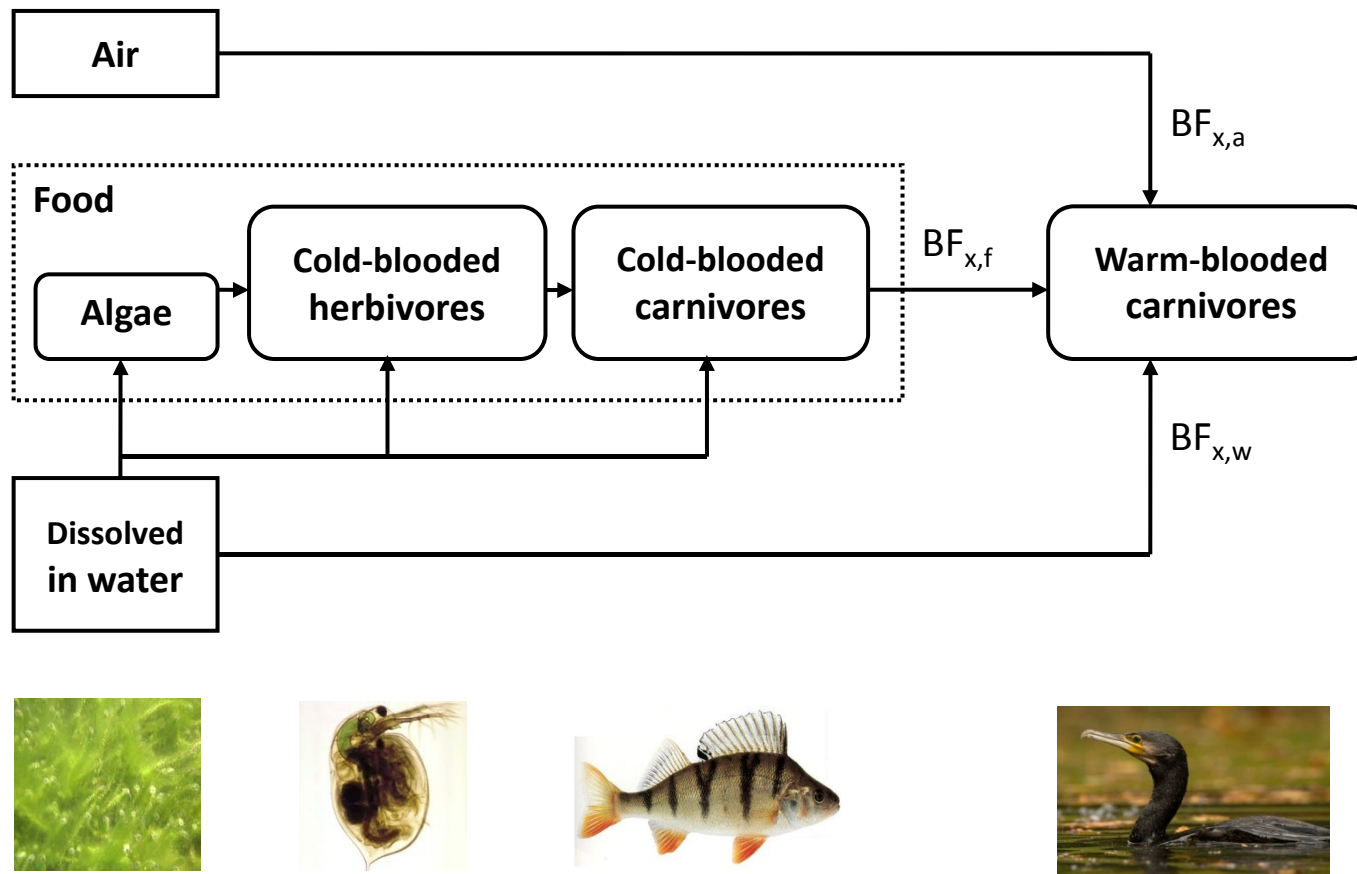 Air
BFx,a
Food
Algae
Cold-blooded
herbivores
Cold-blooded
carnivores
BFx,f
Warm-blooded
carnivores
BFx,w
Dissolved
in water